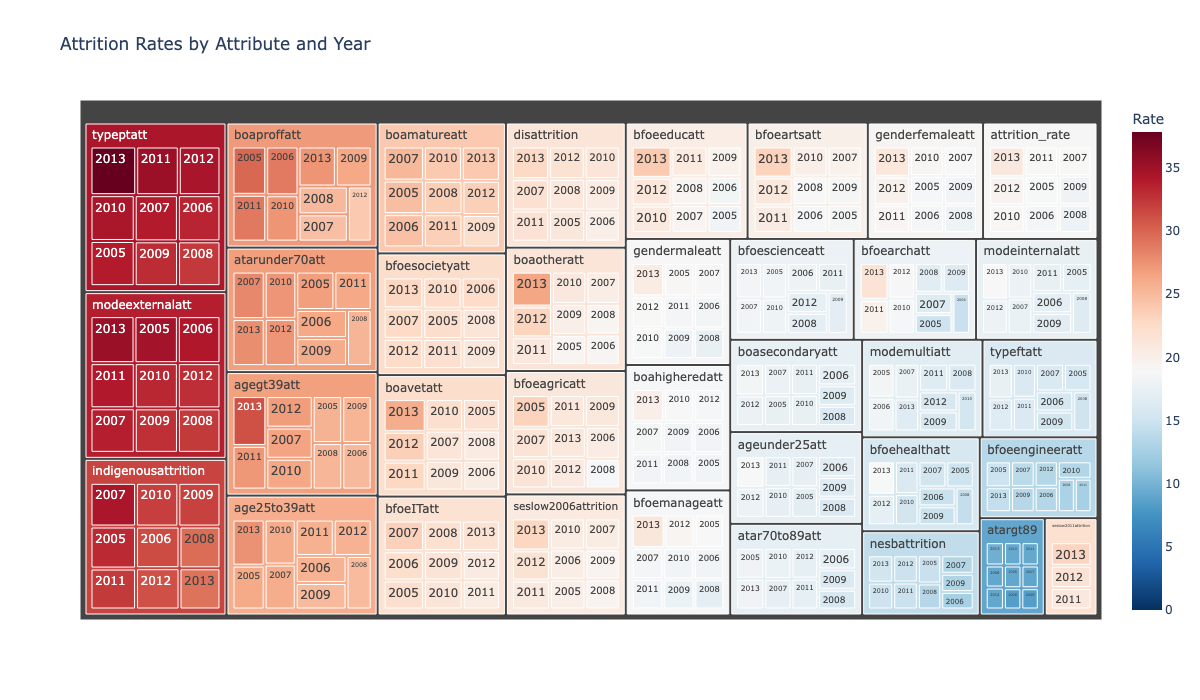 Attrition Rates by Attribute and Year
typeptatt
2013 2011 2012
2010 2007 2006
2005 2009 2008
modeexternalatt
2013 2005 2006
2011 2010 2012
2007 2009 2008
indigenousattrition
2007 2010 2009
2005 2006 2008
2011 2012 2013
boaproffatt
2005 2006 2013 2009
2008 2012
2011 2010
2007
atarunder70att
2007 2010 2005 2011
2006 2008
2013 2012
2009
agegt39att
2013 2012 2005 2009
2007
2011 2008 2006
2010
age25to39att
2013 2010 2011 2012
2006 2008
2005 2007
2009
boamatureatt
2007 2010 2013
2005 2008 2012
2006 2011 2009
bfoesocietyatt
2013 2010 2006
2007 2005 2008
2012 2011 2009
boavetatt
2013 2010 2005
2012 2007 2008
2011 2009 2006
bfoeITatt
2007 2008 2013
2006 2009 2012
2005 2010 2011
disattrition
2013 2012 2010
2007 2008 2009
2011 2005 2006
boaotheratt
2013 2010 2007
2012 2009 2008
2011 2005 2006
bfoeagricatt
2005 2011 2009
2007 2013 2006
2010 2012 2008
seslow2006attrition
2013 2010 2007
2012 2006 2009
2011 2005 2008
bfoeeducatt
2013 2011 2009
2012 2008 2006
2010 2007 2005
bfoeartsatt
2013 2010 2007
2012 2008 2009
2011 2006 2005
genderfemaleatt
2013 2010 2007
2012 2005 2009
2011 2006 2008
attrition_rate
2013 2011 2007
2012 2005 2009
2010 2006 2008
gendermaleatt
2013 2005 2007
2012 2011 2006
2010 2009 2008
boahigheredatt
2013 2010 2012
2007 2009 2006
2011 2008 2005
bfoemanageatt
2013 2012 2005
2007 2010 2006
2011 2009 2008
bfoescienceatt
2013 2005 2006 2011
2012 2009
2007 2010
2008
bfoearchatt
2013 2012 2008 2009
2007
2011 2010
2005
modeinternalatt
2013 2010 2011 2005
2006 2008
2012 2007
2009
boasecondaryatt
2013 2007 2011 2006
2009
2012 2005 2010
2008
modemultiatt
2005 2007 2011 2008
2012 2010
2006 2013
2009
typeftatt
2013 2010 2007 2005
2006 2008
2012 2011
2009
ageunder25att
2013 2011 2007 2006
2009
2012 2010 2005
2008
bfoehealthatt
2013 2011 2007 2005
2006 2008
2012 2010
2009
bfoeengineeratt
2005 2007 2012 2010
2013 2009 2006
atar70to89att
2005 2010 2012 2006
2009
2013 2007 2011
2008
nesbattrition
2013 2012 2005 2007
2009
2010 2011 2008
2006
atargt89
seslow2011attrition
2013
2012
2011
Rate
35
30
25
20
15
10
5
0